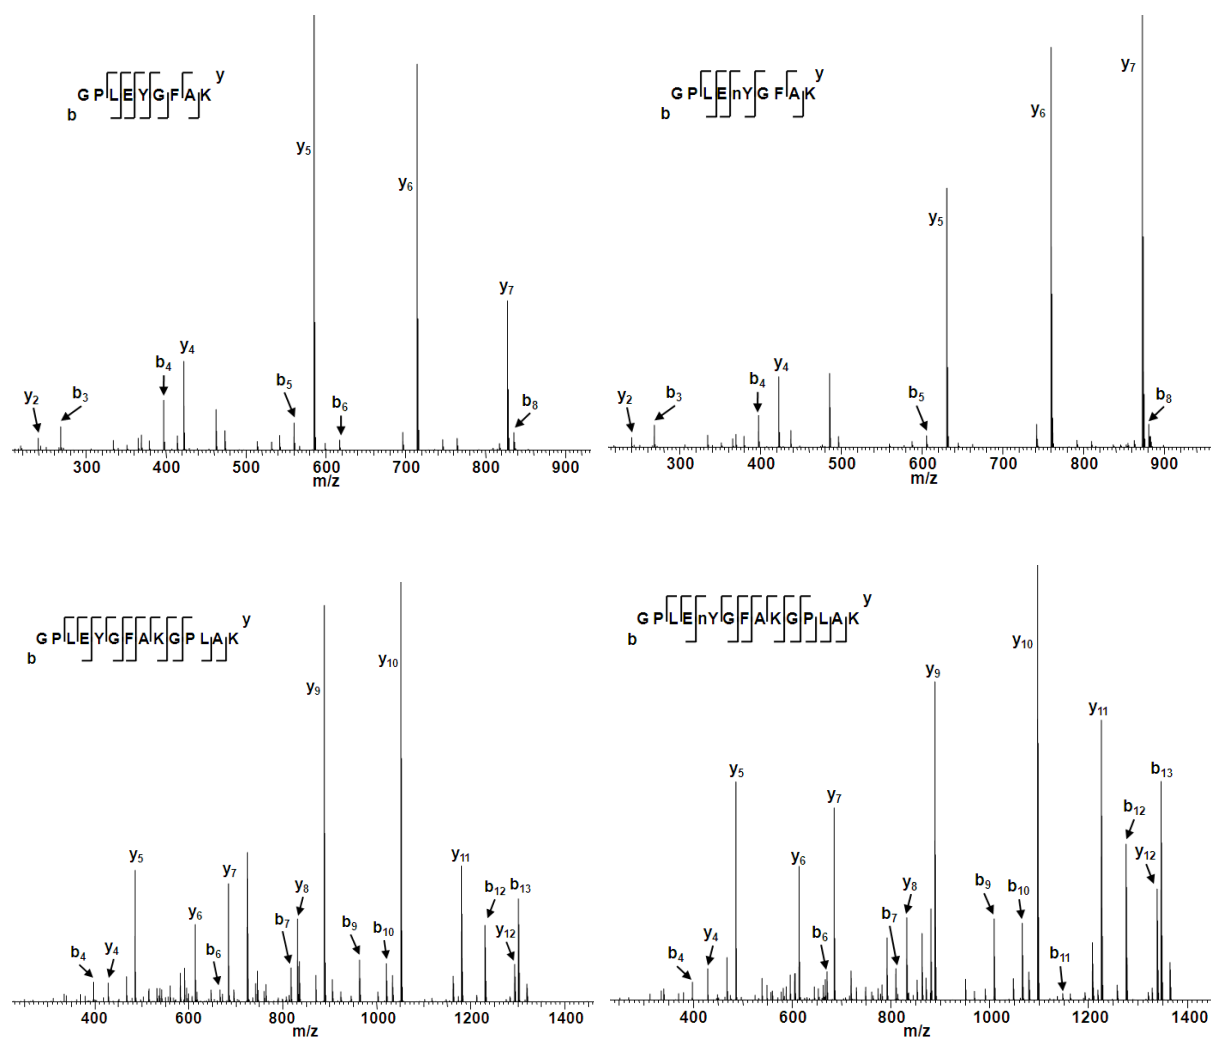 y
G P L E Y G F A K
b
y5
y6
y7
y4
b4
b5
y2
b3
b6
b8
300 400 500 600 700 800 900
m/z
y
G P L E nY G F A K
b
y7
y6
y5
y4
b4
b5
y2
b3
b8
300 400 500 600 700 800 900
m/z
y
G P L E Y G F A K G P L A K
b
y10
y9
y5
y7
y11
y8
b12
b13
y6
b7
b9
b10
y12
b4
y4
b6
400 600 800 1000 1200 1400
m/z
y
G P L E nY G F A K G P L A K
b
y10
y9
y11
y5
y7
b13
b12
y6
y12
y8
b9
b10
b7
b4
y4
b6
b11
400 600 800 1000 1200 1400
m/z